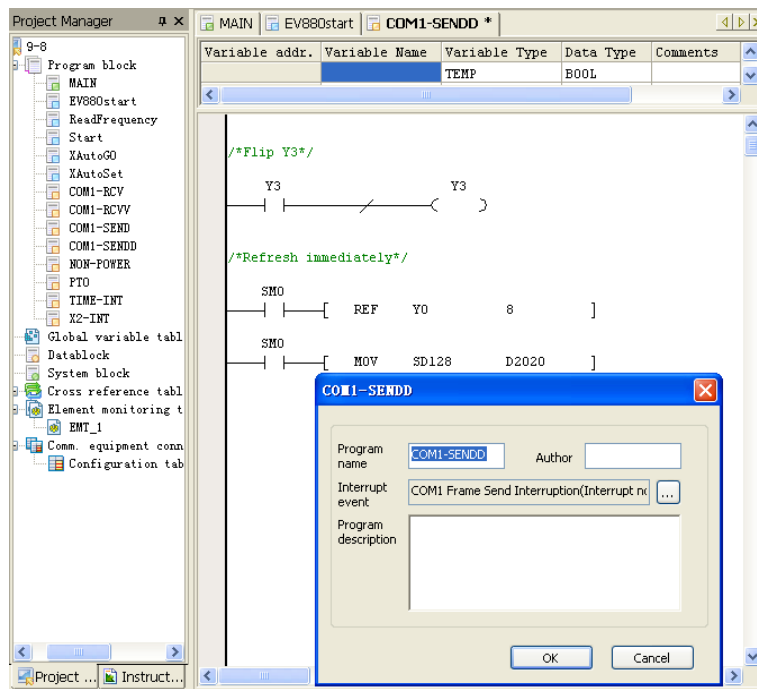 Project Manager
MAIN EV880start COM1-SENDD *
9-8
Program block
MAIN
EV880start
ReadFrequency
Start
XAutoGO
XAutoSet
COM1-RCV
COM1-RCVV
COM1-SEND
COM1-SENDD
NON-POWER
PTO
TIME-INT
X2-INT
Global variable tabl
Datablock
System block
Cross reference tabl
Element monitoring t
EMT_1
Comm. equipment conn
Configuration tab
Project ... Instruct...
Variable addr. Variable Name Variable Type Data Type Comments
TEMP BOOL
/*Flip Y3*/
Y3 Y3
/*Refresh immediately*/
SM0
REF Y0 8
SM0
MOV SD128 D2020
COM1-SENDD
Program
name
COM1-SENDD
Author
Interrupt
event
COM1 Frame Send Interruption(Interrupt no
...
Program
description
OK Cancel